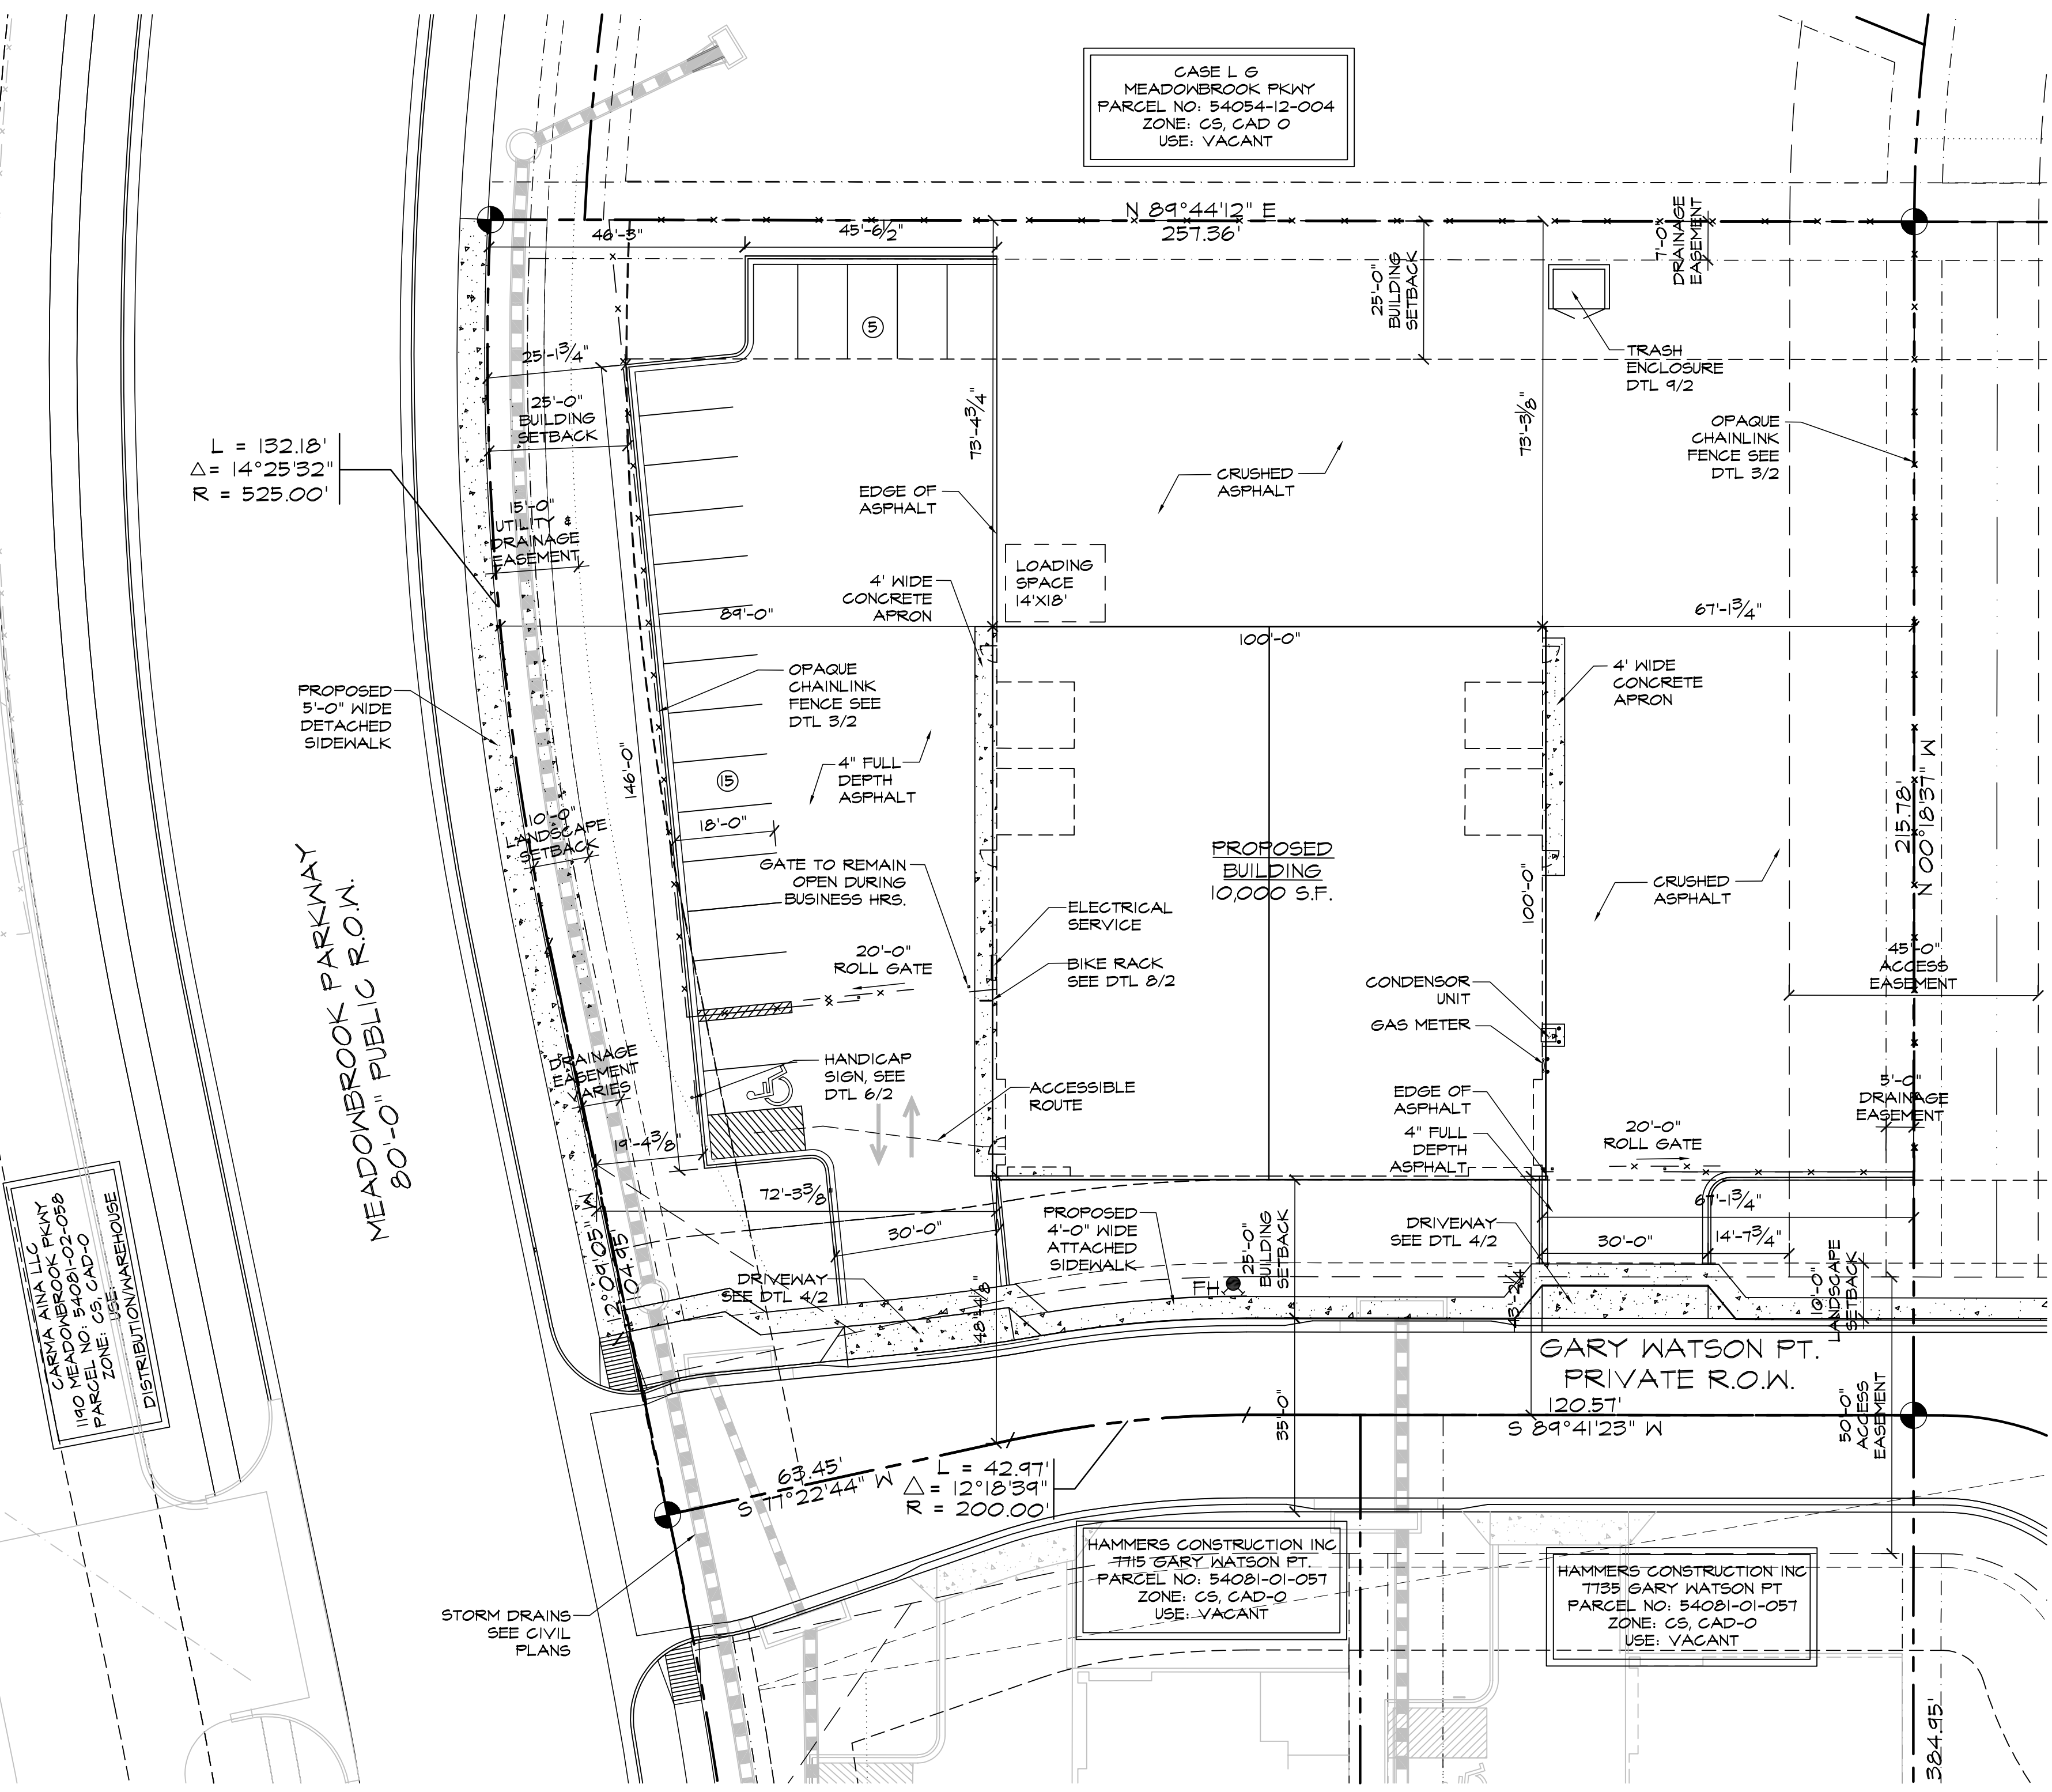 CASE L G
MEADOWBROOK PKWY
PARCEL NO: 54054-12-004
ZONE: CS, CAD O
USE: VACANT
N 89°44'12" E
257.36'
46'-3"
45'-6 1/2"
7'-0"
DRAINAGE
EASEMENT
25'-0"
BUILDING
SETBACK
5
TRASH
ENCLOSURE
DTL 9/2
25'-1 3/4"
25'-0"
BUILDING
SETBACK
73'-4 3/4"
73'-3/8"
OPAQUE
CHAINLINK
FENCE SEE
DTL 3/2
L = 132.18'
△= 14°25'32"
R = 525.00'
CRUSHED
ASPHALT
EDGE OF
ASPHALT
15'-0"
UTILITY &
DRAINAGE
EASEMENT
LOADING
SPACE
14'X18'
4' WIDE
CONCRETE
APRON
89'-0"
100'-0"
67'-1 3/4"
PROPOSED
5'-0" WIDE
DETACHED
SIDEWALK
OPAQUE
CHAINLINK
FENCE SEE
DTL 3/2
4' WIDE
CONCRETE
APRON
146'-0"
15
4" FULL
DEPTH
ASPHALT
18'-0"
10'-0"
LANDSCAPE
SETBACK
215.78'
N 00°18'37" W
PROPOSED
BUILDING
10,000 S.F.
GATE TO REMAIN
OPEN DURING
BUSINESS HRS.
100'-0"
CRUSHED
ASPHALT
ELECTRICAL
SERVICE
MEADOWBROOK PARKWAY
80'-0" PUBLIC R.O.W.
20'-0"
ROLL GATE
BIKE RACK
SEE DTL 8/2
45'-0"
ACCESS
EASEMENT
CONDENSOR
UNIT
GAS METER
DRAINAGE
EASEMENT
VARIES
HANDICAP
SIGN, SEE
DTL 6/2
ACCESSIBLE
ROUTE
EDGE OF
ASPHALT
4" FULL
DEPTH
ASPHALT
5'-0"
DRAINAGE
EASEMENT
20'-0"
ROLL GATE
19'-4 3/8"
72'-3 3/8"
67'-1 3/4"
N 12°09'05" W
104.95'
30'-0"
PROPOSED
4'-0" WIDE
ATTACHED
SIDEWALK
25'-0"
BUILDING
SETBACK
DRIVEWAY
SEE DTL 4/2
30'-0"
14'-7 3/4"
DRIVEWAY
SEE DTL 4/2
FH
10'-0"
LANDSCAPE
SETBACK
CARMA AINA LLC
1190 MEADOWBROOK PKWY
PARCEL NO: 54081-02-058
ZONE: CS, CAD-O
USE:
DISTRIBUTION/WAREHOUSE
GARY WATSON PT.
PRIVATE R.O.W.
120.57'
S 89°41'23" W
35'-0"
50'-0"
ACCESS
EASEMENT
63.45'
S 77°22'44" W
L = 42.97'
△ = 12°18'39"
R = 200.00'
HAMMERS CONSTRUCTION INC
7715 GARY WATSON PT.
PARCEL NO: 54081-01-057
ZONE: CS, CAD-O
USE: VACANT
HAMMERS CONSTRUCTION INC
7735 GARY WATSON PT
PARCEL NO: 54081-01-057
ZONE: CS, CAD-O
USE: VACANT
STORM DRAINS
SEE CIVIL
PLANS
384.95'